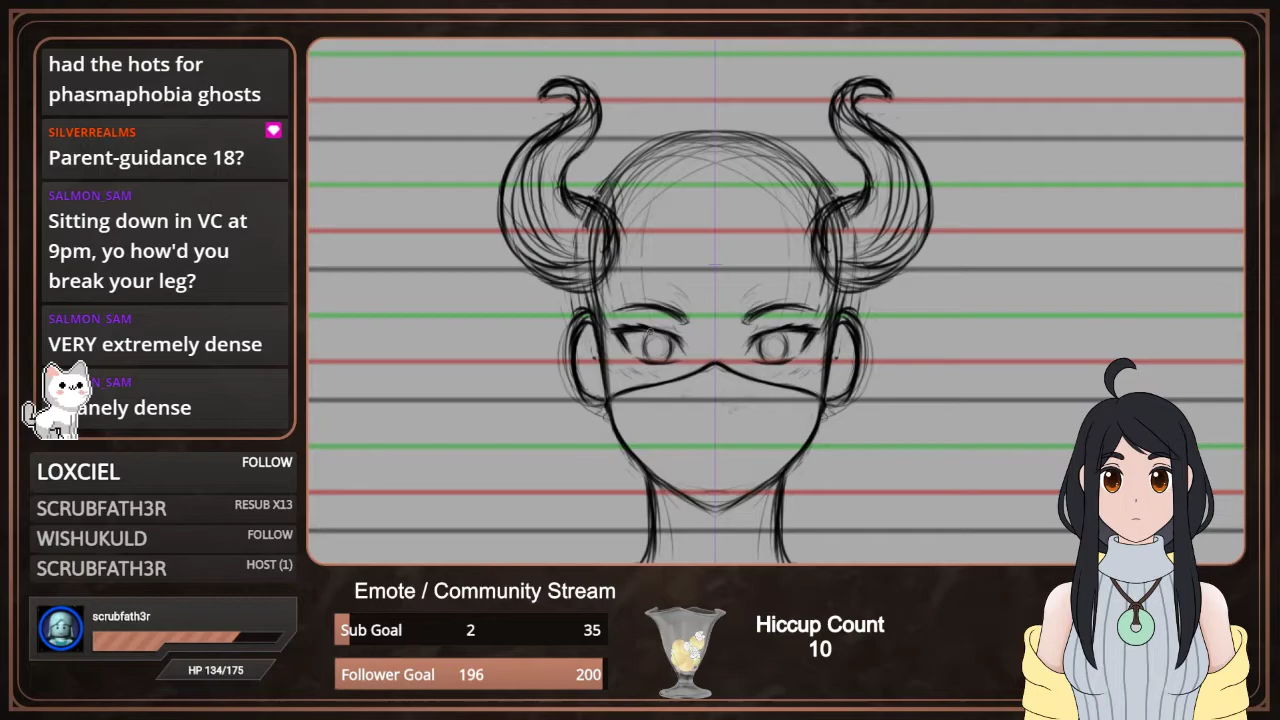 had the hots for
phasmaphobia ghosts
SILVERREALMS
Parent-guidance 18?
SALMON_SAM
Sitting down in VC at
9pm, yo how'd you
break your leg?
SALMON_SAM
VERY extremely dense
N_SAM
anely dense
LOXCIEL FOLLOW
SCRUBFATH3R RESUB X13
WISHUKULD FOLLOW
SCRUBFATH3R HOST (1)
scrubfath3r
HP 134/175
Emote / Community Stream
Sub Goal 2 35
Follower Goal 196 200
Hiccup Count
10